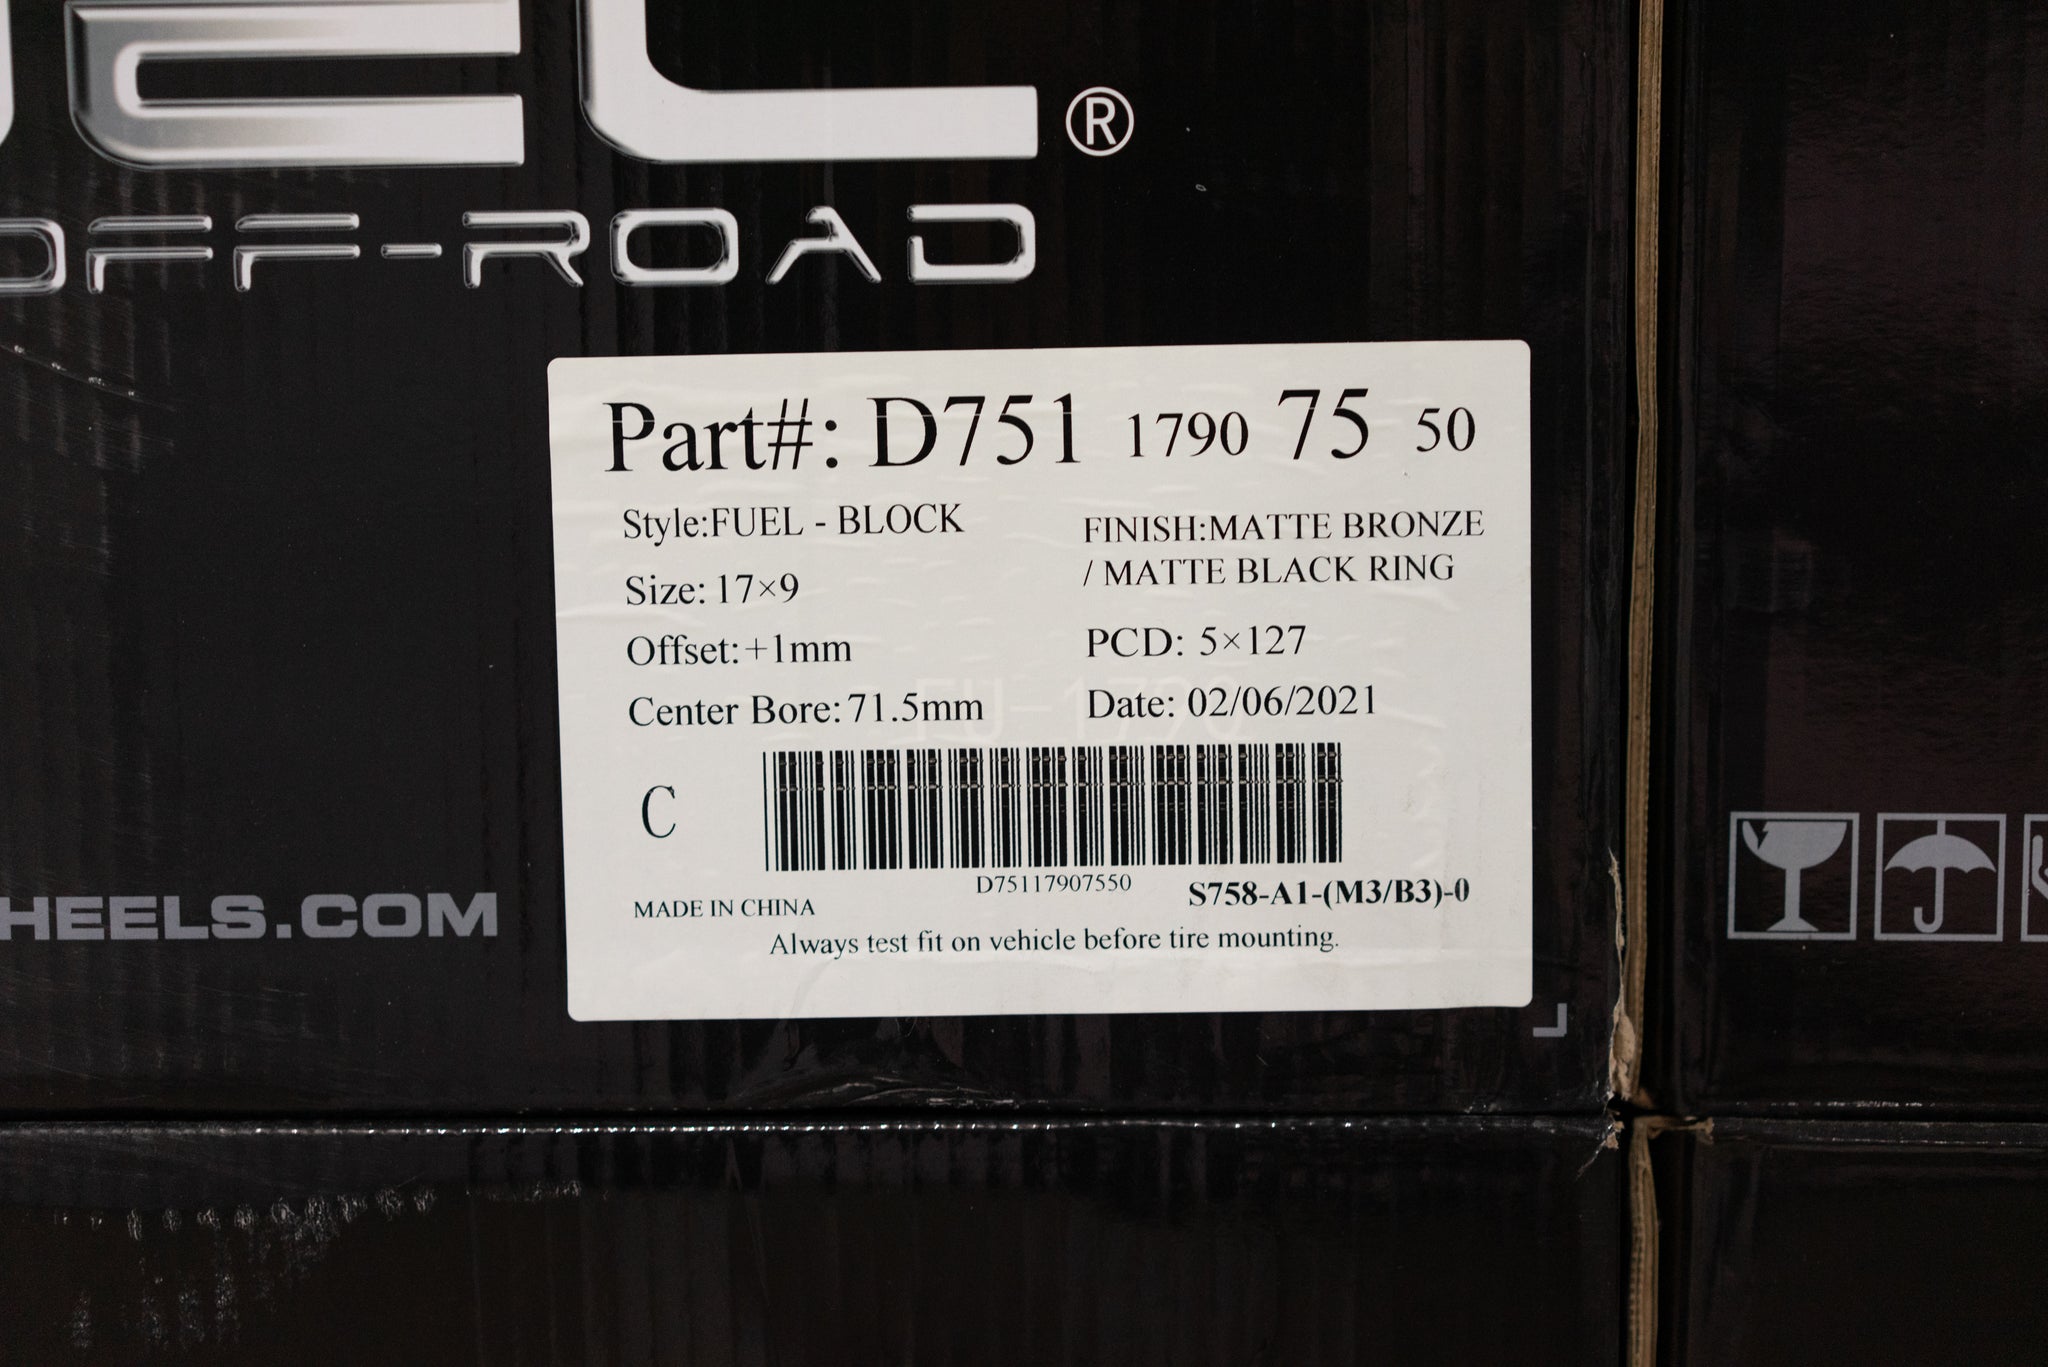 UEL®
OFF-ROAD
Part#: D751 1790 75 50
Style:FUEL - BLOCK
FINISH:MATTE BRONZE
/ MATTE BLACK RING
Size: 17×9
Offset:+1mm
PCD: 5×127
Center Bore:71.5mm
Date: 02/06/2021
C
D75117907550
S758-A1-(M3/B3)-0
MADE IN CHINA
Always test fit on vehicle before tire mounting.
HEELS.COM